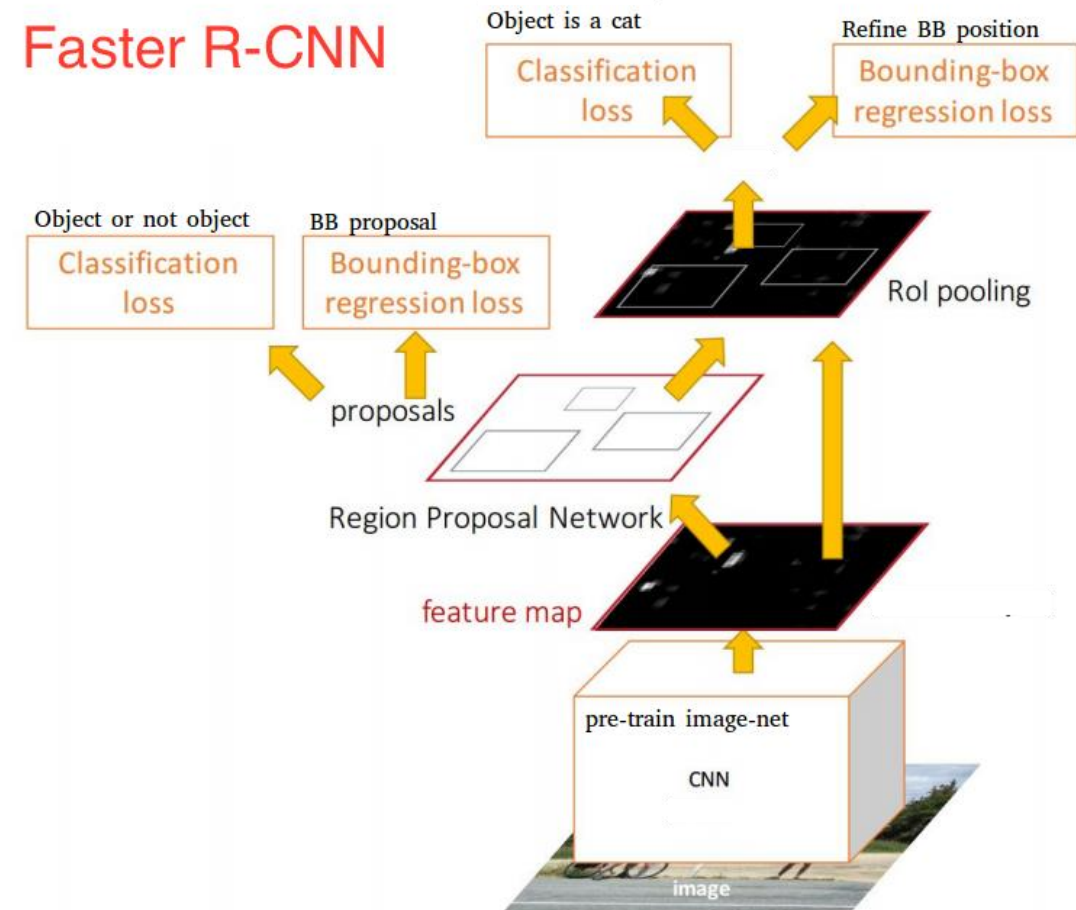 Faster R-CNN
Object is a cat
Refine BB position
Classification
loss
Bounding-box
regression loss
Object or not object
BB proposal
Classification
loss
Bounding-box
regression loss
RoI pooling
proposals
Region Proposal Network
feature map
pre-train image-net
CNN
image